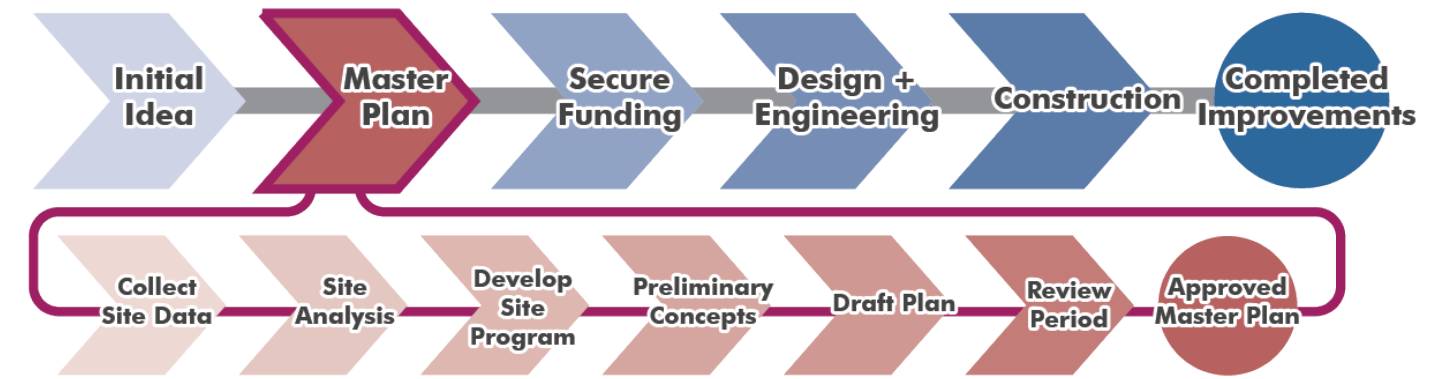 Initial
Idea
Master
Plan
Secure
Funding
Design +
Engineering
Construction
Completed
Improvements
Collect
Site Data
Site
Analysis
Develop
Site
Program
Preliminary
Concepts
Draft Plan
Review
Period
Approved
Master Plan